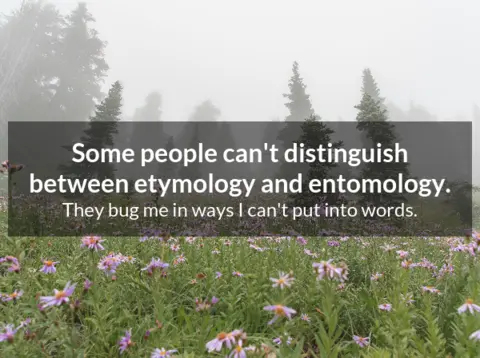 Some people can't distinguish
between etymology and entomology.
They bug me in ways I can't put into words.